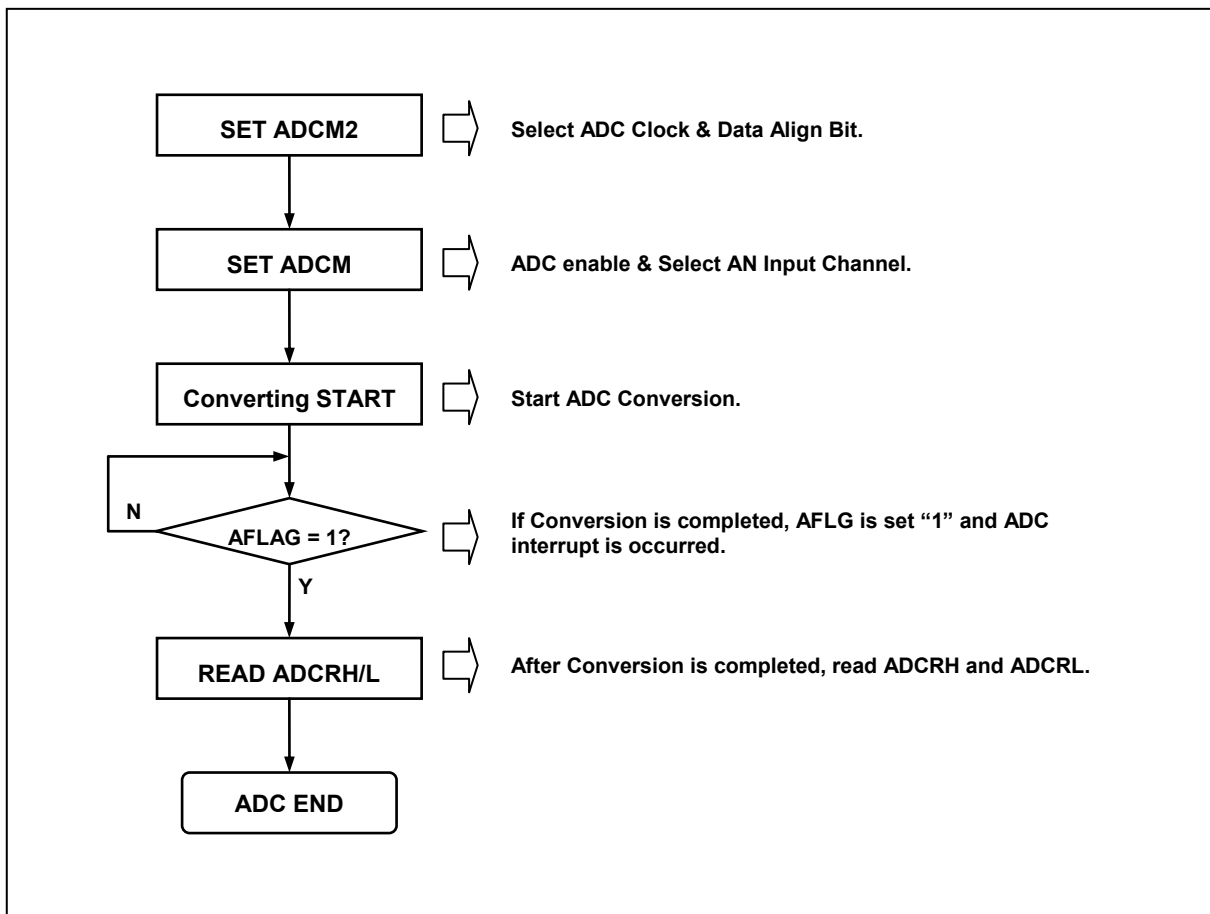 SET ADCM2
Select ADC Clock & Data Align Bit.
SET ADCM
ADC enable & Select AN Input Channel.
Converting START
Start ADC Conversion.
N
AFLAG = 1?
If Conversion is completed, AFLG is set “1” and ADC
interrupt is occurred.
Y
READ ADCRH/L
After Conversion is completed, read ADCRH and ADCRL.
ADC END